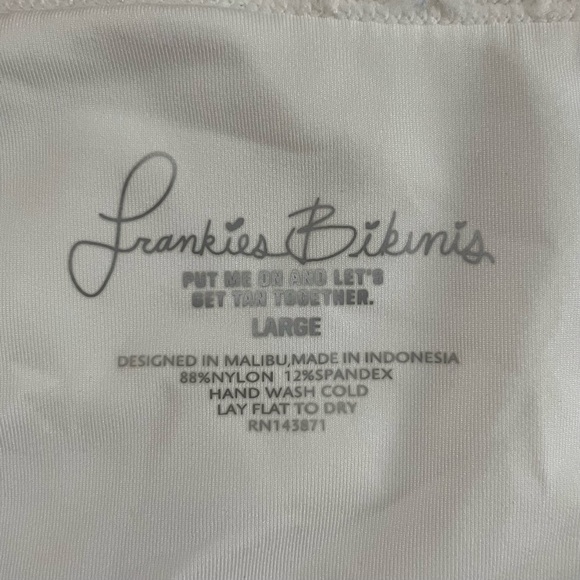 Frankies Bikinis
PUT ME ON AND LET'S
GET TAN TOGETHER.
LARGE
DESIGNED IN MALIBU,MADE IN INDONESIA
88%NYLON 12%SPANDEX
HAND WASH COLD
LAY FLAT TO DRY
RN143871